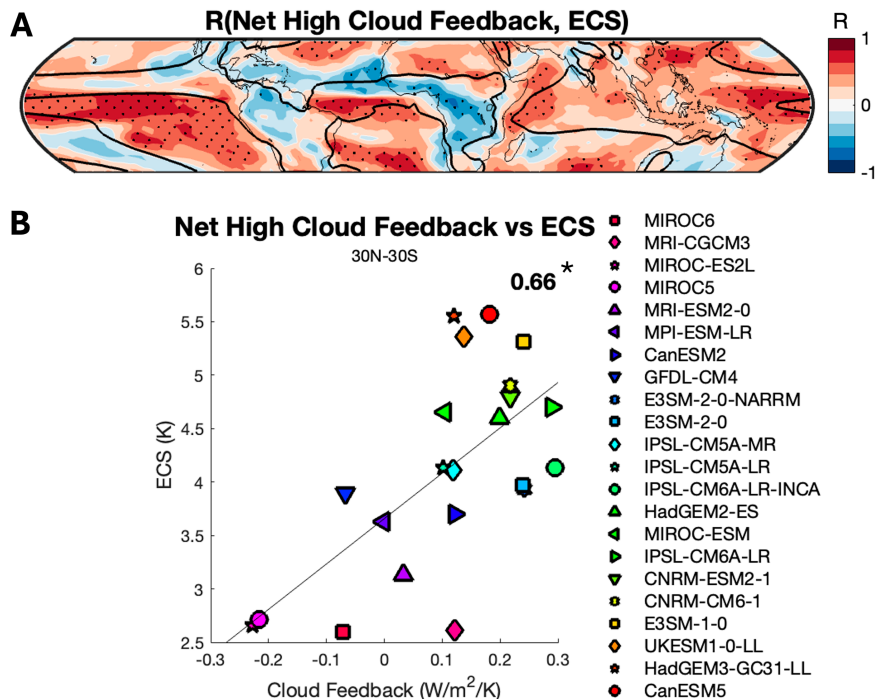 A
R(Net High Cloud Feedback, ECS)
R
1
0
-1
B
Net High Cloud Feedback vs ECS
30N-30S
0.66 *
6
5.5
5
4.5
4
3.5
3
2.5
ECS (K)
-0.3 -0.2 -0.1 0 0.1 0.2 0.3
Cloud Feedback (W/m²/K)
MIROC6
MRI-CGCM3
MIROC-ES2L
MIROC5
MRI-ESM2-0
MPI-ESM-LR
CanESM2
GFDL-CM4
E3SM-2-0-NARRM
E3SM-2-0
IPSL-CM5A-MR
IPSL-CM5A-LR
IPSL-CM6A-LR-INCA
HadGEM2-ES
MIROC-ESM
IPSL-CM6A-LR
CNRM-ESM2-1
CNRM-CM6-1
E3SM-1-0
UKESM1-0-LL
HadGEM3-GC31-LL
CanESM5